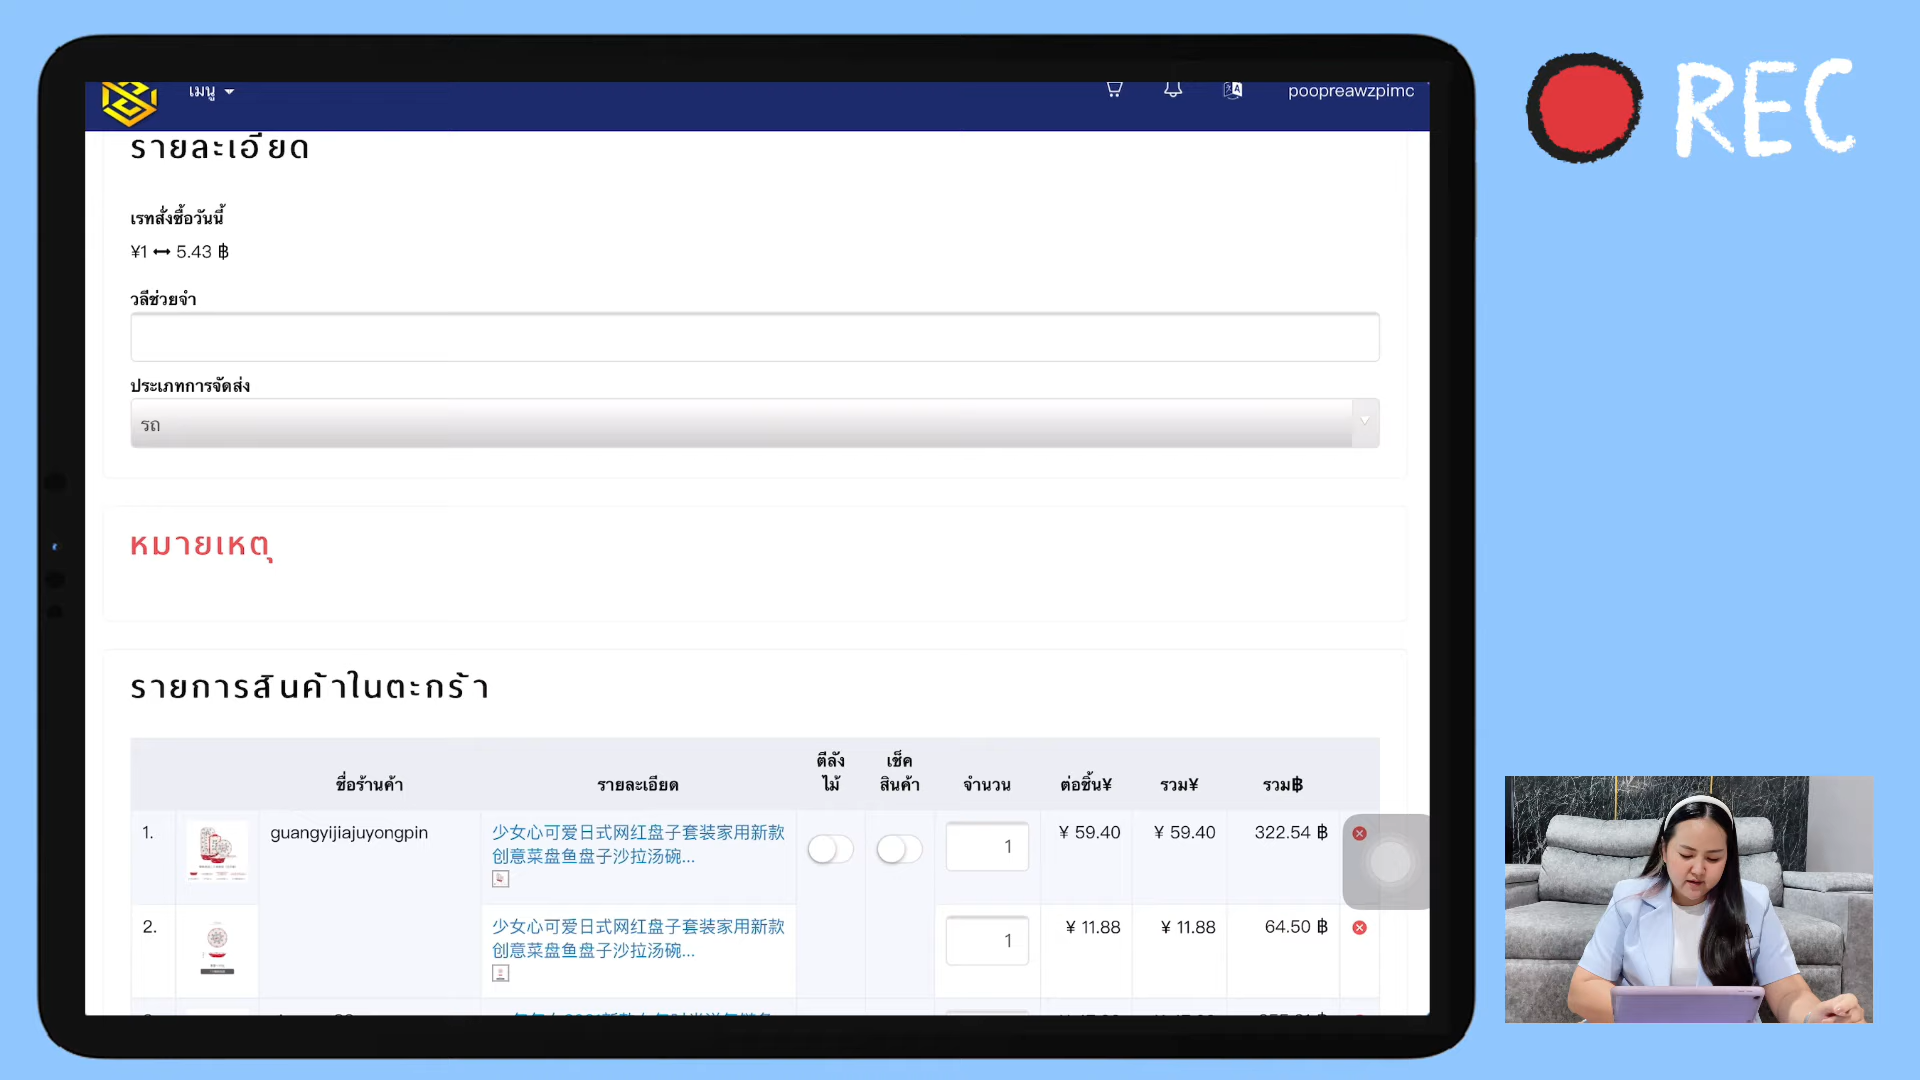 เมนู
poopreawzpimc
REC
รายละเอียด
เรทสั่งซื้อวันนี้
¥1 ↔ 5.43 ฿
วลีช่วยจำ
ประเภทการจัดส่ง
รถ
หมายเหตุ
รายการสินค้าในตะกร้า
ชื่อร้านค้า รายละเอียด ตีลังไม้ เช็คสินค้า จำนวน ต่อชิ้น¥ รวม¥ รวม฿
1. guangyijiajuyongpin 少女心可爱日式网红盘子套装家用新款 1 ¥ 59.40 ¥ 59.40 322.54 ฿
创意菜盘鱼盘子沙拉汤碗...
2. 少女心可爱日式网红盘子套装家用新款 1 ¥ 11.88 ¥ 11.88 64.50 ฿
创意菜盘鱼盘子沙拉汤碗...